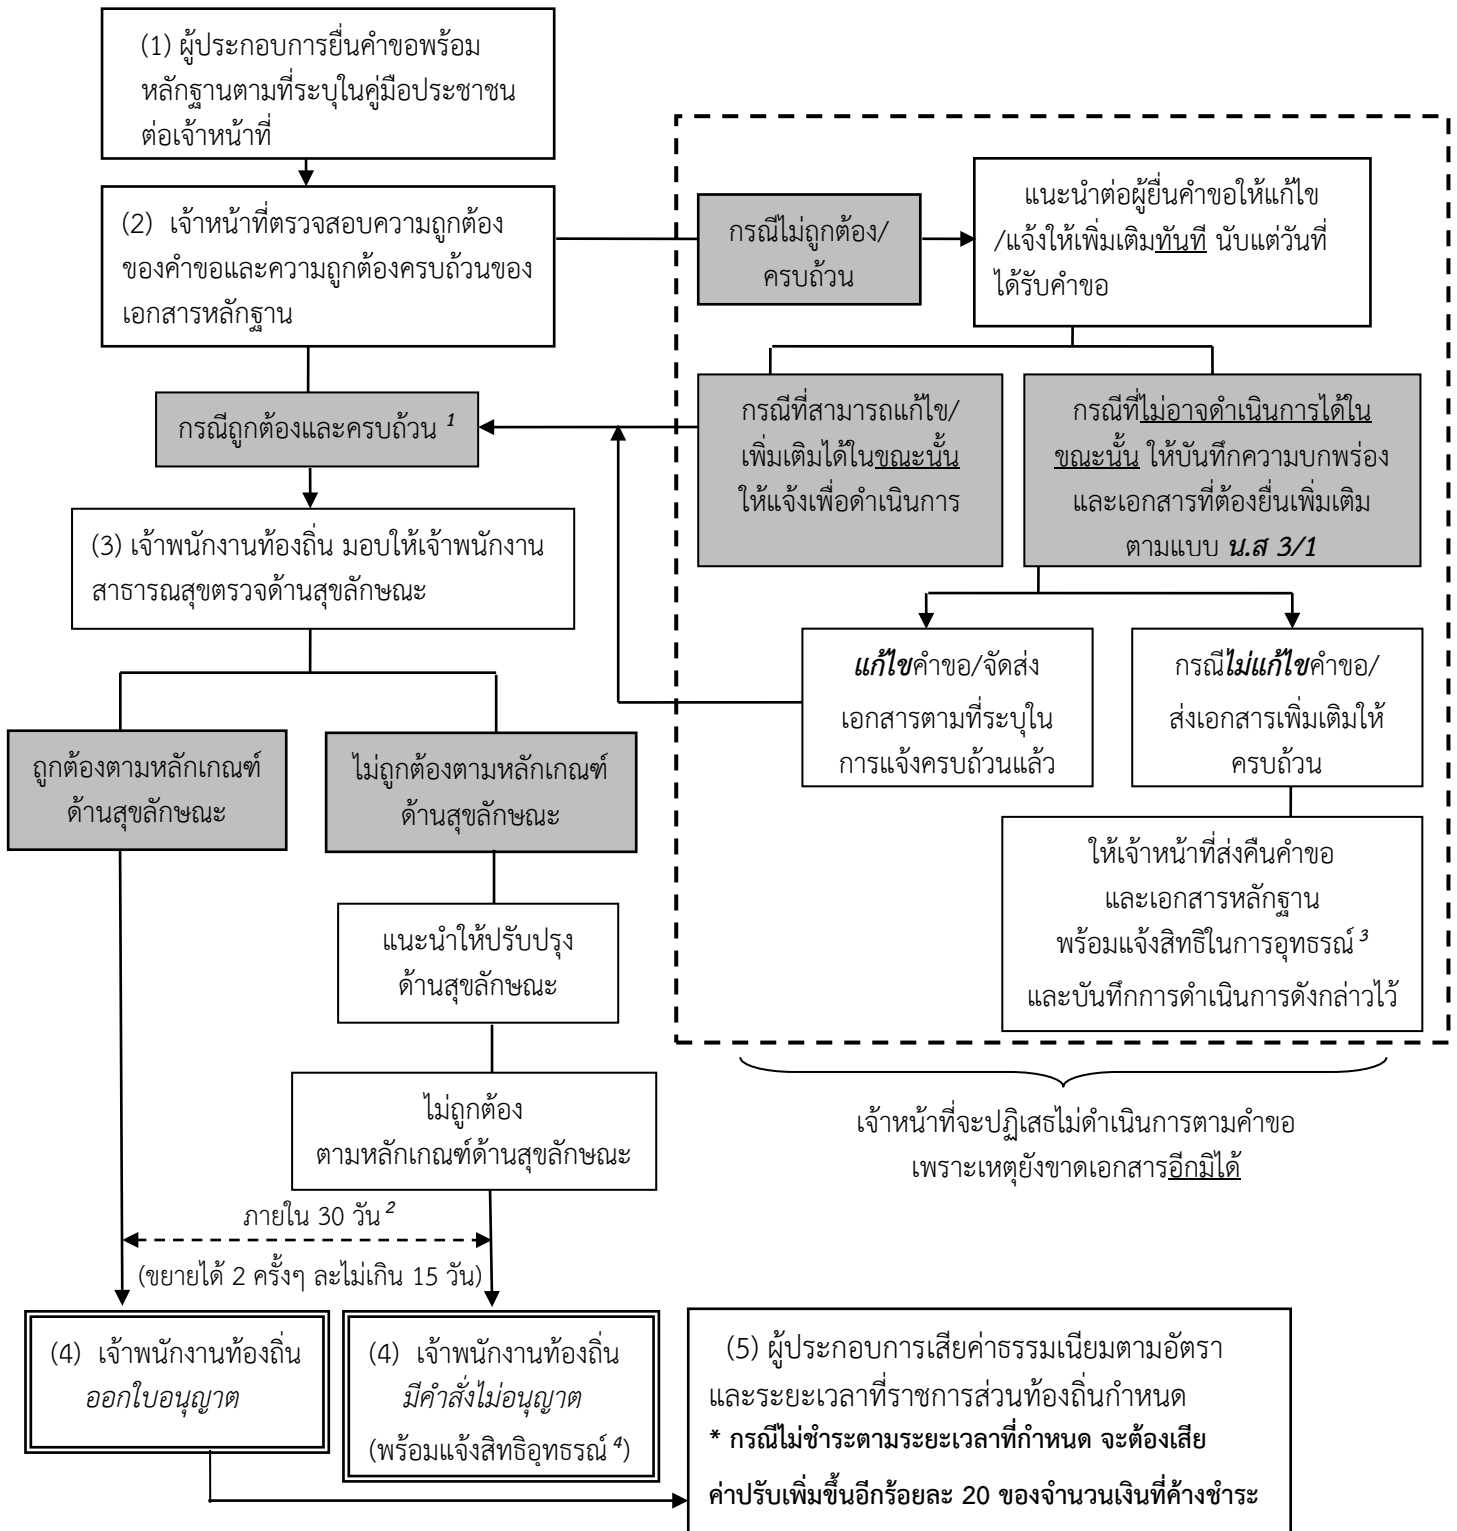 (1) ผู้ประกอบการยื่นคำขอพร้อม
หลักฐานตามที่ระบุในคู่มือประชาชน
ต่อเจ้าหน้าที่
(2) เจ้าหน้าที่ตรวจสอบความถูกต้อง
ของคำขอและความถูกต้องครบถ้วนของ
เอกสารหลักฐาน
กรณีไม่ถูกต้อง/
ครบถ้วน
แนะนำต่อผู้ยื่นคำขอให้แก้ไข
/แจ้งให้เพิ่มเติมทันที นับแต่วันที่
ได้รับคำขอ
กรณีถูกต้องและครบถ้วน 1
กรณีที่สามารถแก้ไข/
เพิ่มเติมได้ในขณะนั้น
ให้แจ้งเพื่อดำเนินการ
กรณีที่ไม่อาจดำเนินการได้ใน
ขณะนั้น ให้บันทึกความบกพร่อง
และเอกสารที่ต้องยื่นเพิ่มเติม
ตามแบบ น.ส 3/1
(3) เจ้าพนักงานท้องถิ่น มอบให้เจ้าพนักงาน
สาธารณสุขตรวจด้านสุขลักษณะ
แก้ไขคำขอ/จัดส่ง
เอกสารตามที่ระบุใน
การแจ้งครบถ้วนแล้ว
กรณีไม่แก้ไขคำขอ/
ส่งเอกสารเพิ่มเติมให้
ครบถ้วน
ถูกต้องตามหลักเกณฑ์
ด้านสุขลักษณะ
ไม่ถูกต้องตามหลักเกณฑ์
ด้านสุขลักษณะ
ให้เจ้าหน้าที่ส่งคืนคำขอ
และเอกสารหลักฐาน
พร้อมแจ้งสิทธิในการอุทธรณ์ 3
และบันทึกการดำเนินการดังกล่าวไว้
แนะนำให้ปรับปรุง
ด้านสุขลักษณะ
ไม่ถูกต้อง
ตามหลักเกณฑ์ด้านสุขลักษณะ
เจ้าหน้าที่จะปฏิเสธไม่ดำเนินการตามคำขอ
เพราะเหตุยังขาดเอกสารอีกมิได้
ภายใน 30 วัน 2
(ขยายได้ 2 ครั้งๆ ละไม่เกิน 15 วัน)
(4) เจ้าพนักงานท้องถิ่น
ออกใบอนุญาต
(4) เจ้าพนักงานท้องถิ่น
มีคำสั่งไม่อนุญาต
(พร้อมแจ้งสิทธิอุทธรณ์ 4)
(5) ผู้ประกอบการเสียค่าธรรมเนียมตามอัตรา
และระยะเวลาที่ราชการส่วนท้องถิ่นกำหนด
* กรณีไม่ชำระตามระยะเวลาที่กำหนด จะต้องเสีย
ค่าปรับเพิ่มขึ้นอีกร้อยละ 20 ของจำนวนเงินที่ค้างชำระ